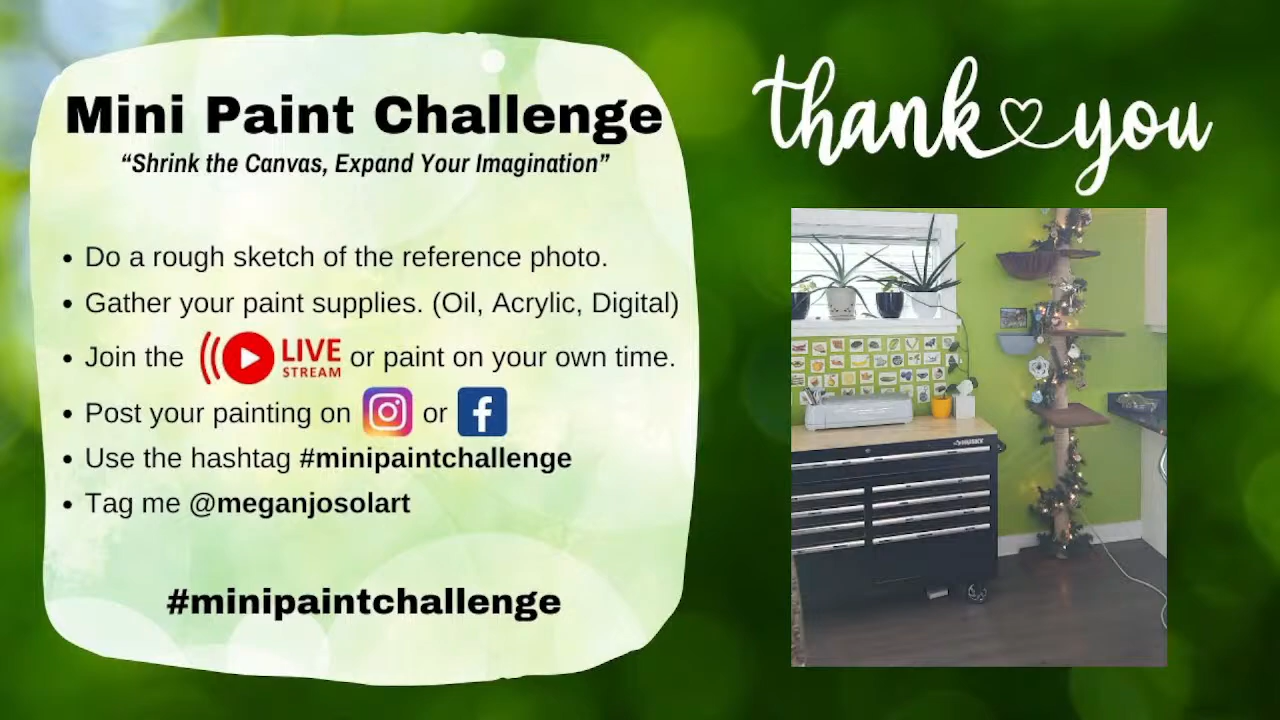 Mini Paint Challenge
“Shrink the Canvas, Expand Your Imagination”
• Do a rough sketch of the reference photo.
• Gather your paint supplies. (Oil, Acrylic, Digital)
• Join the LIVE STREAM or paint on your own time.
• Post your painting on or f
• Use the hashtag #minipaintchallenge
• Tag me @meganjosolart
#minipaintchallenge
thank you
HUSKY